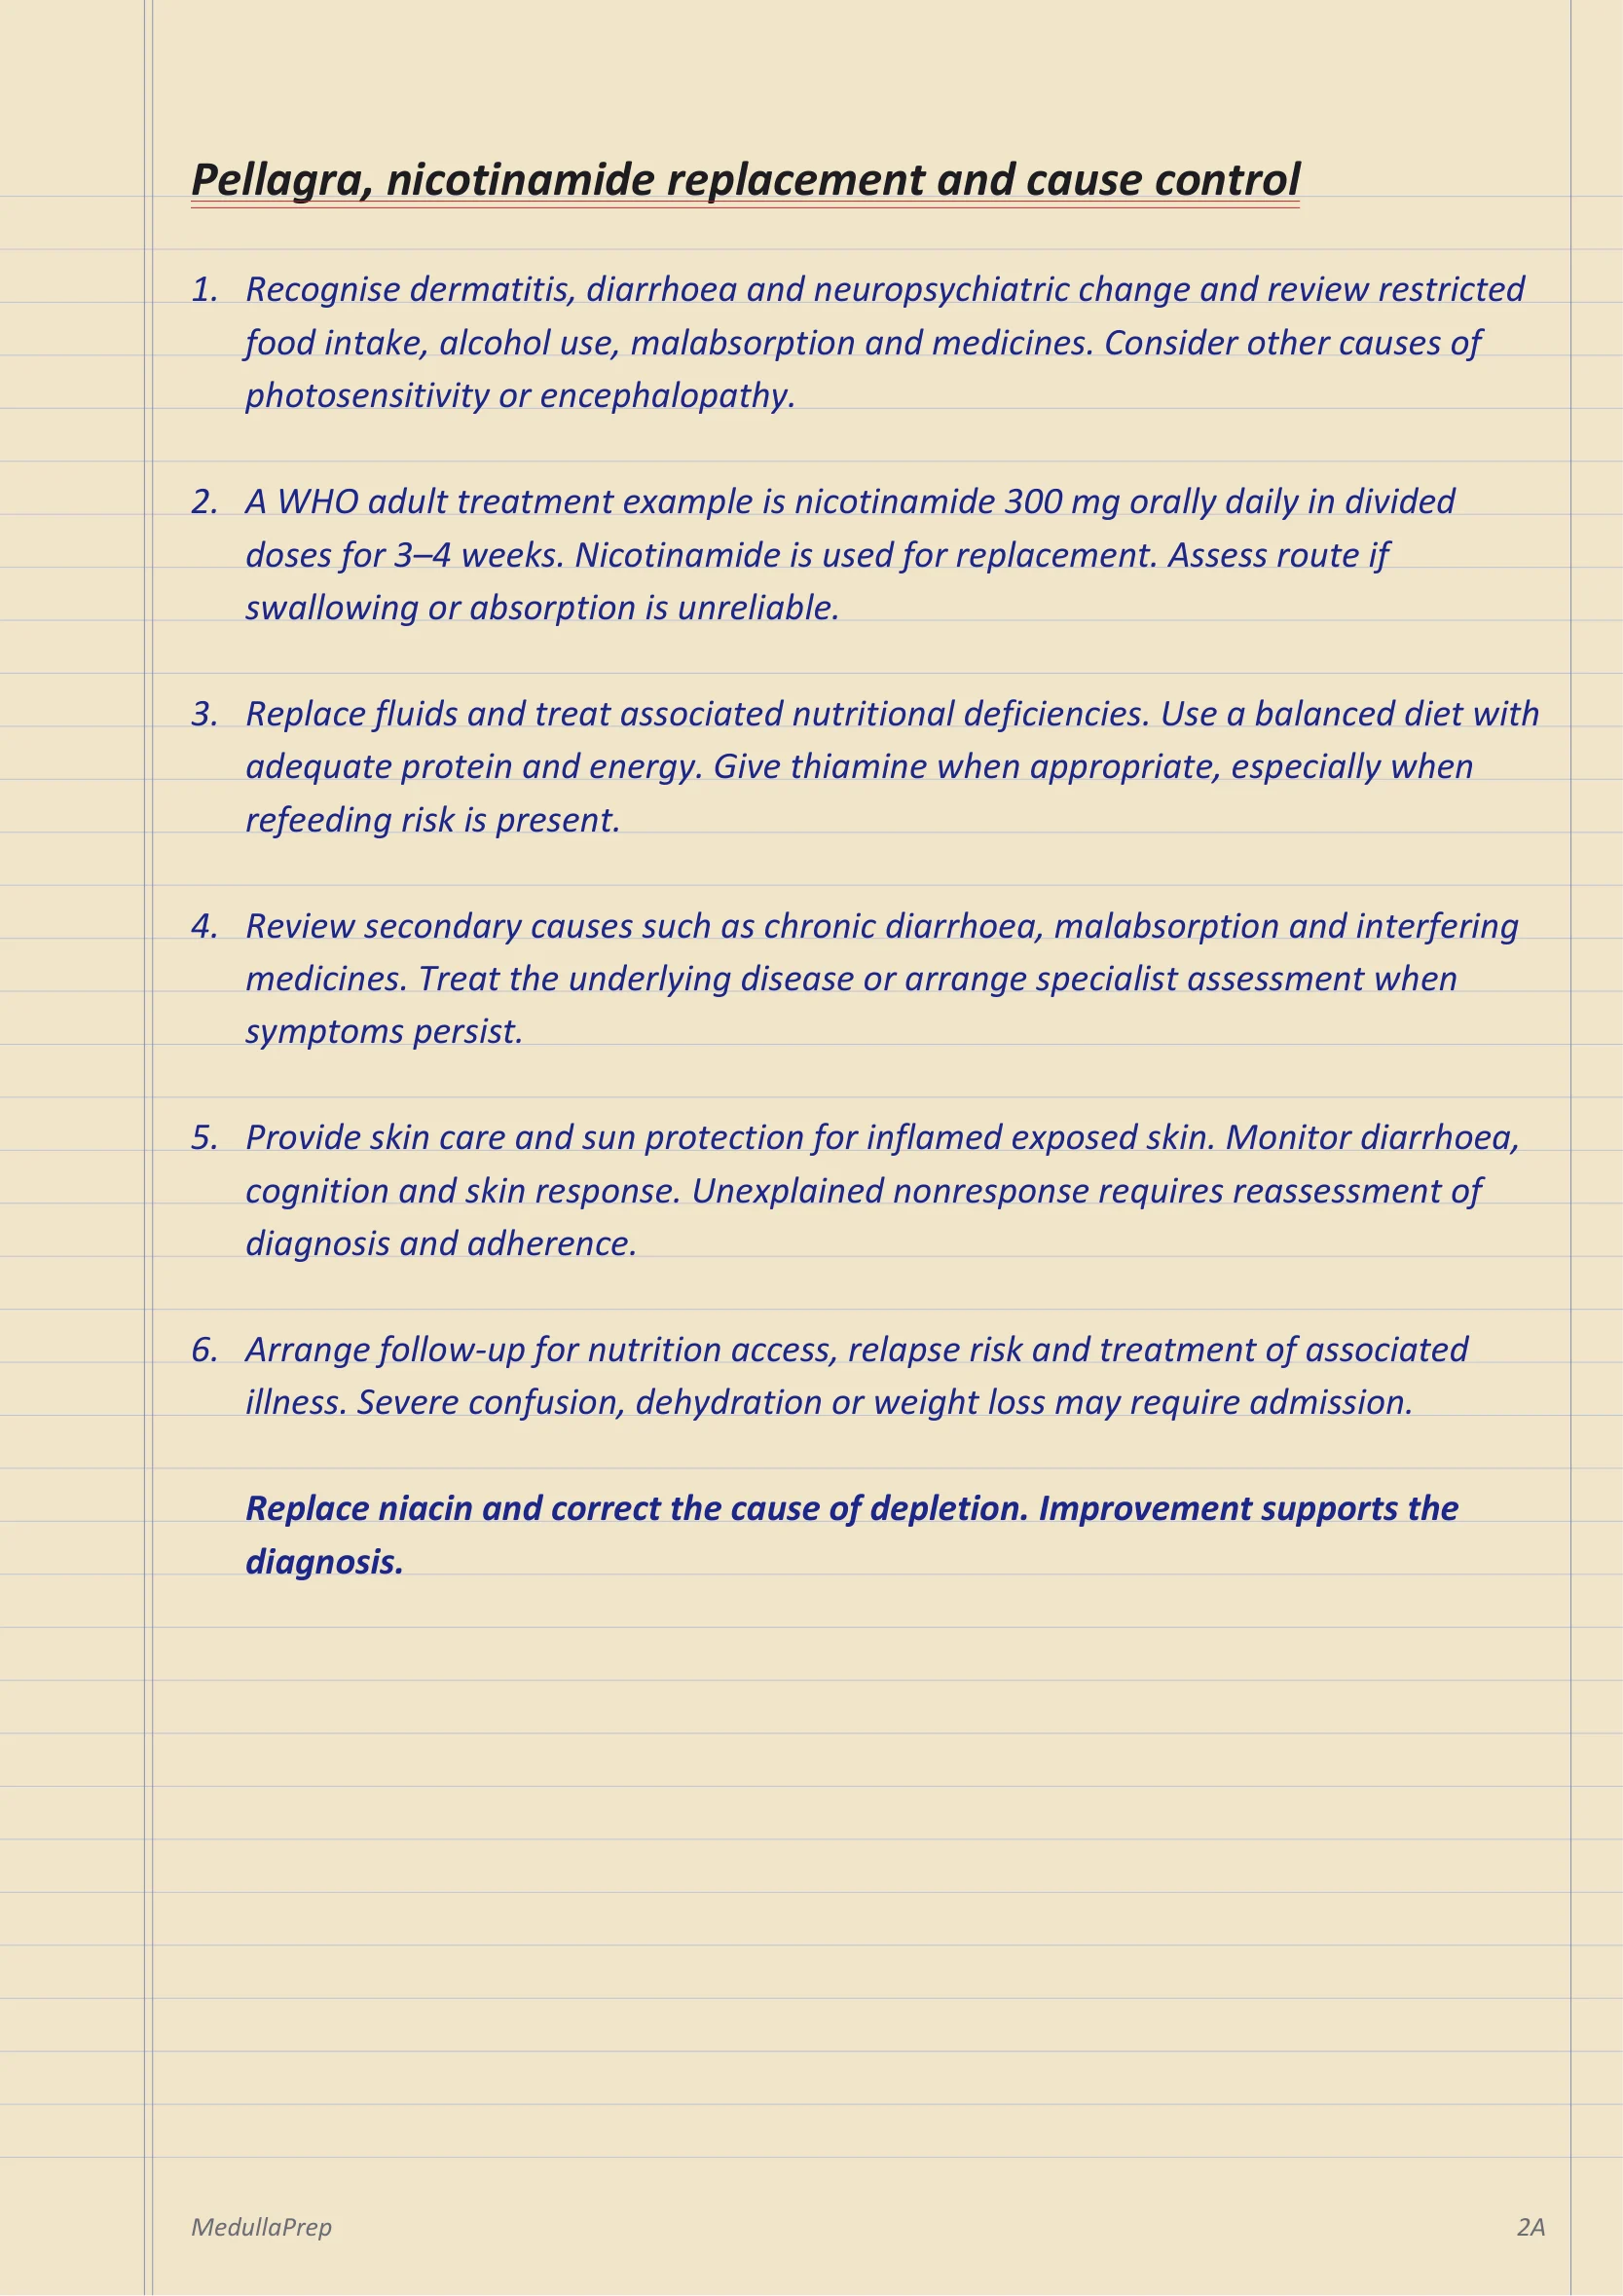 Pellagra, nicotinamide replacement and cause control
1. Recognise dermatitis, diarrhoea and neuropsychiatric change and review restricted
food intake, alcohol use, malabsorption and medicines. Consider other causes of
photosensitivity or encephalopathy.
2. A WHO adult treatment example is nicotinamide 300 mg orally daily in divided
doses for 3–4 weeks. Nicotinamide is used for replacement. Assess route if
swallowing or absorption is unreliable.
3. Replace fluids and treat associated nutritional deficiencies. Use a balanced diet with
adequate protein and energy. Give thiamine when appropriate, especially when
refeeding risk is present.
4. Review secondary causes such as chronic diarrhoea, malabsorption and interfering
medicines. Treat the underlying disease or arrange specialist assessment when
symptoms persist.
5. Provide skin care and sun protection for inflamed exposed skin. Monitor diarrhoea,
cognition and skin response. Unexplained nonresponse requires reassessment of
diagnosis and adherence.
6. Arrange follow-up for nutrition access, relapse risk and treatment of associated
illness. Severe confusion, dehydration or weight loss may require admission.
Replace niacin and correct the cause of depletion. Improvement supports the
diagnosis.
MedullaPrep
2A